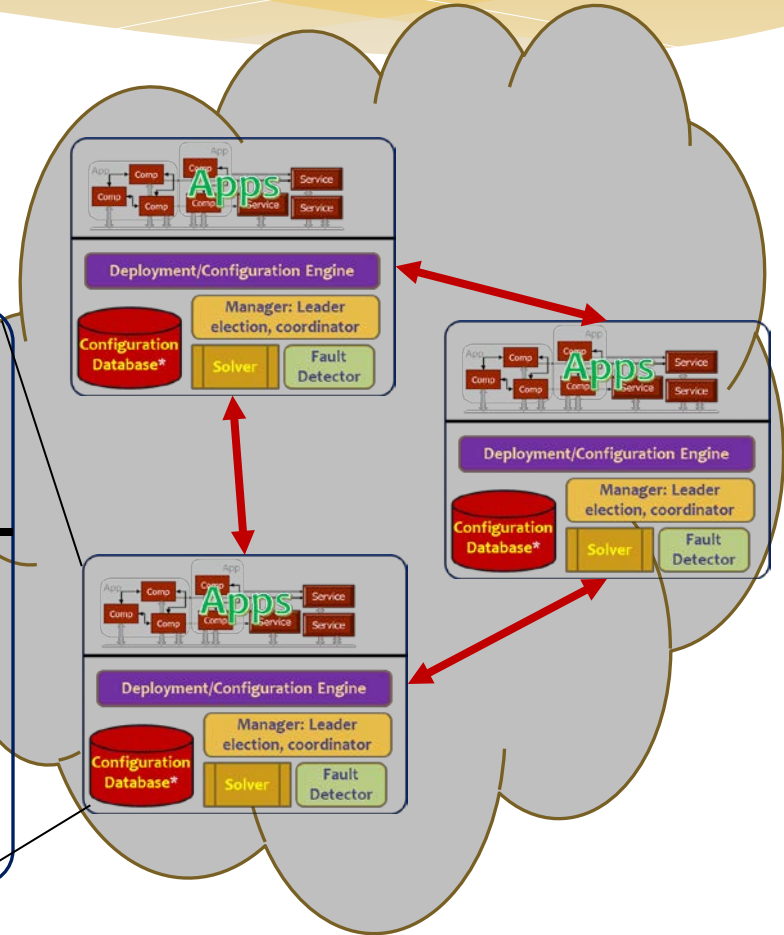 App
App
Comp
Comp
Comp
Comp
Comp
Service
Service
Service
Apps
Deployment/Configuration Engine
Manager: Leader
election, coordinator
Configuration
Database*
Solver
Fault
Detector
App
App
Comp
Comp
Comp
Comp
Comp
Service
Service
Service
Apps
Deployment/Configuration Engine
Manager: Leader
election, coordinator
Configuration
Database*
Solver
Fault
Detector
App
App
Comp
Comp
Comp
Comp
Comp
Service
Service
Service
Apps
Deployment/Configuration Engine
Manager: Leader
election, coordinator
Configuration
Database*
Solver
Fault
Detector